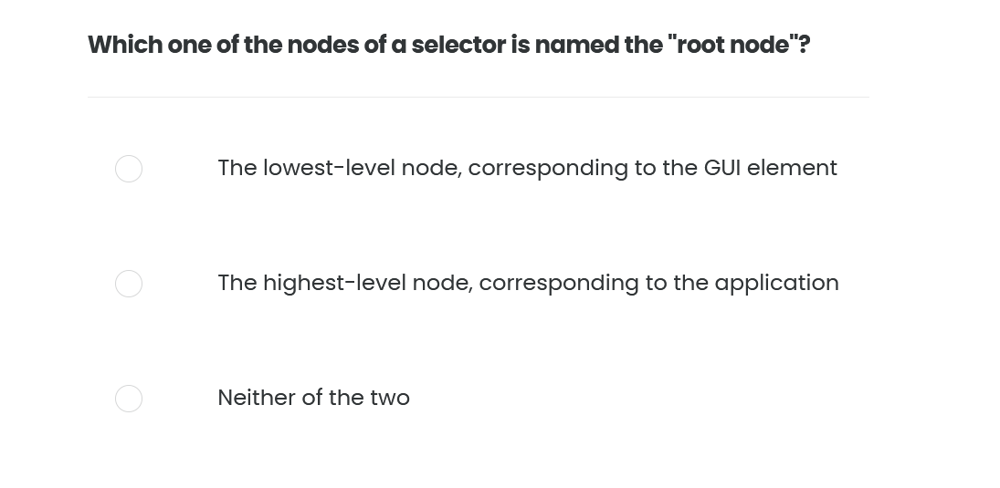 Which one of the nodes of a selector is named the "root node"?
The lowest-level node, corresponding to the GUI element
The highest-level node, corresponding to the application
Neither of the two